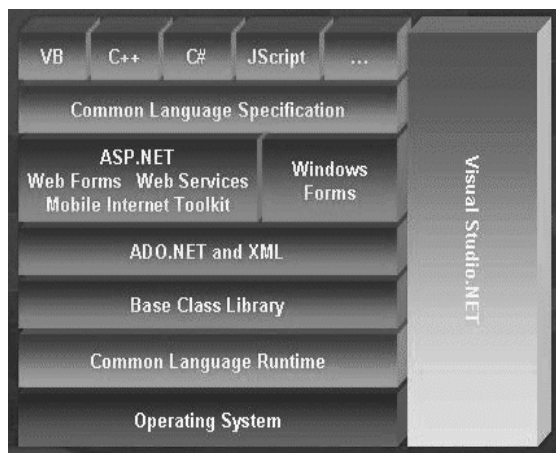 VB C++ C# JScript ...
Common Language Specification
ASP.NET
Web Forms Web Services
Mobile Internet Toolkit
Windows
Forms
ADO.NET and XML
Base Class Library
Common Language Runtime
Operating System
Visual Studio.NET